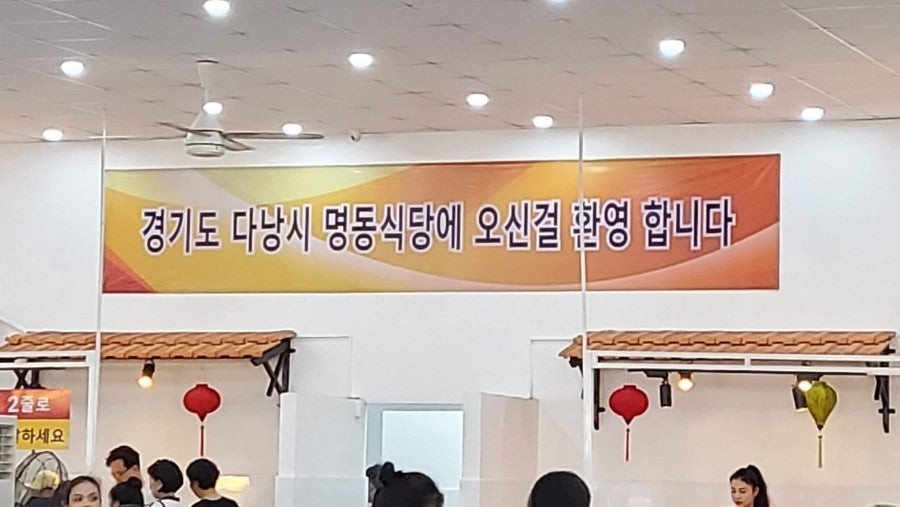 경기도 다낭시 명동식당에 오신걸 환영 합니다
2줄로
하세요